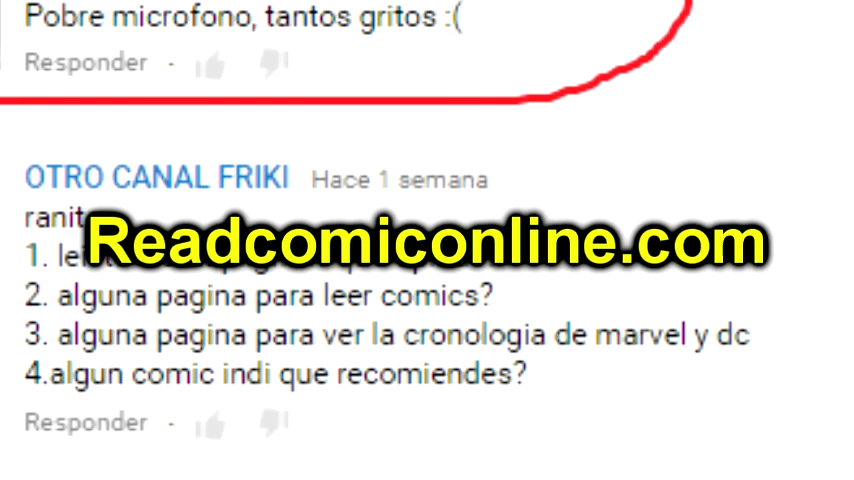 Pobre microfono, tantos gritos :(
Responder ·
OTRO CANAL FRIKI Hace 1 semana
Readcomiconline.com
1.
2. alguna pagina para leer comics?
3. alguna pagina para ver la cronologia de marvel y dc
4.algun comic indi que recomiendes?
Responder ·